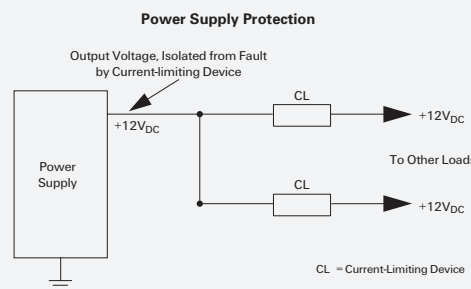 Power Supply Protection
Output Voltage, Isolated from Fault
by Current-limiting Device
CL
+12VDC
+12VDC
Power
Supply
To Other Loads
CL
+12VDC
CL = Current-Limiting Device